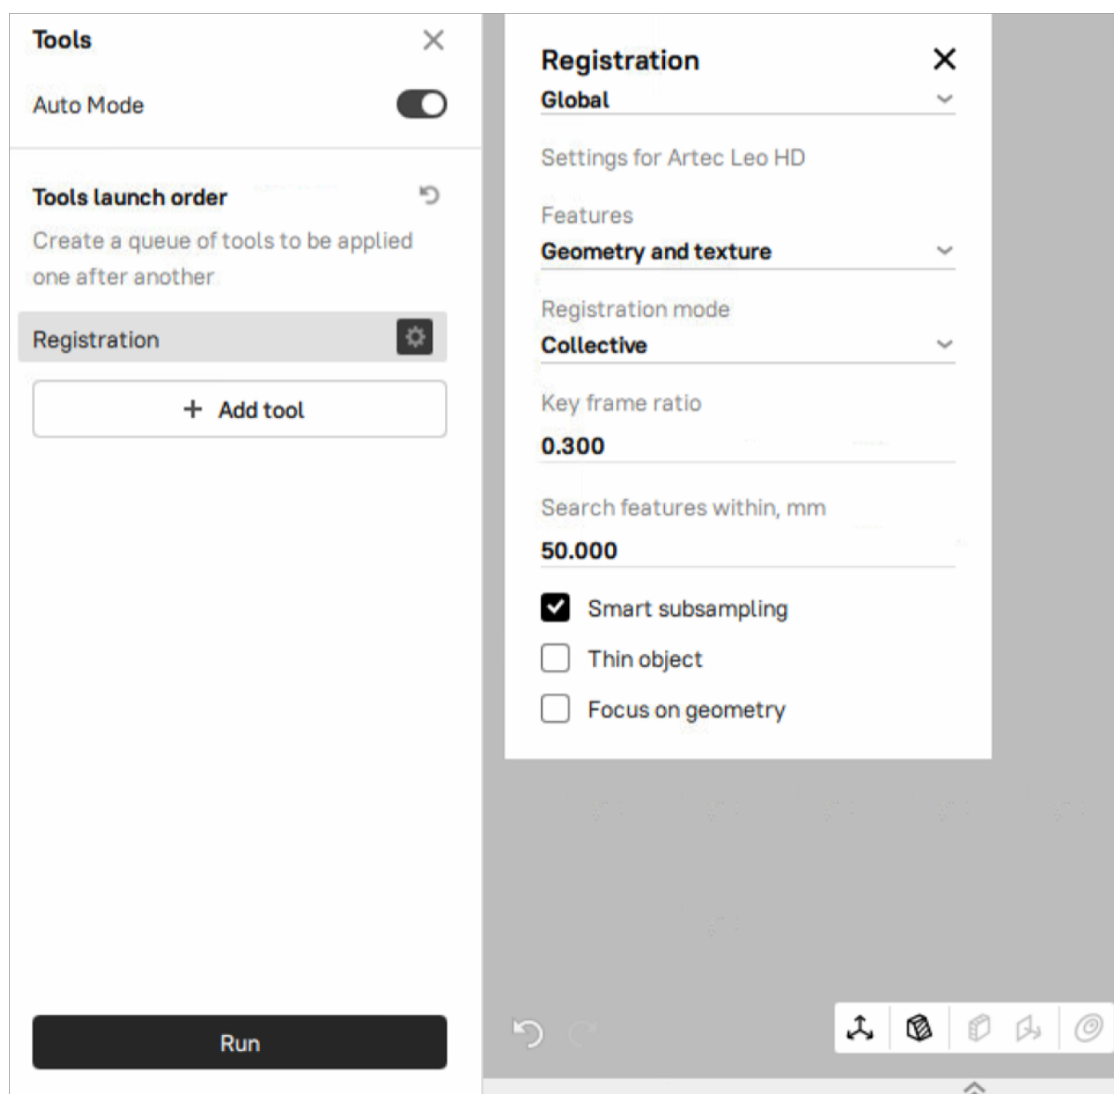 Tools
Auto Mode
Tools launch order
Create a queue of tools to be applied
one after another
Registration
+ Add tool
Run
Registration
Global
Settings for Artec Leo HD
Features
Geometry and texture
Registration mode
Collective
Key frame ratio
0.300
Search features within, mm
50.000
Smart subsampling
Thin object
Focus on geometry